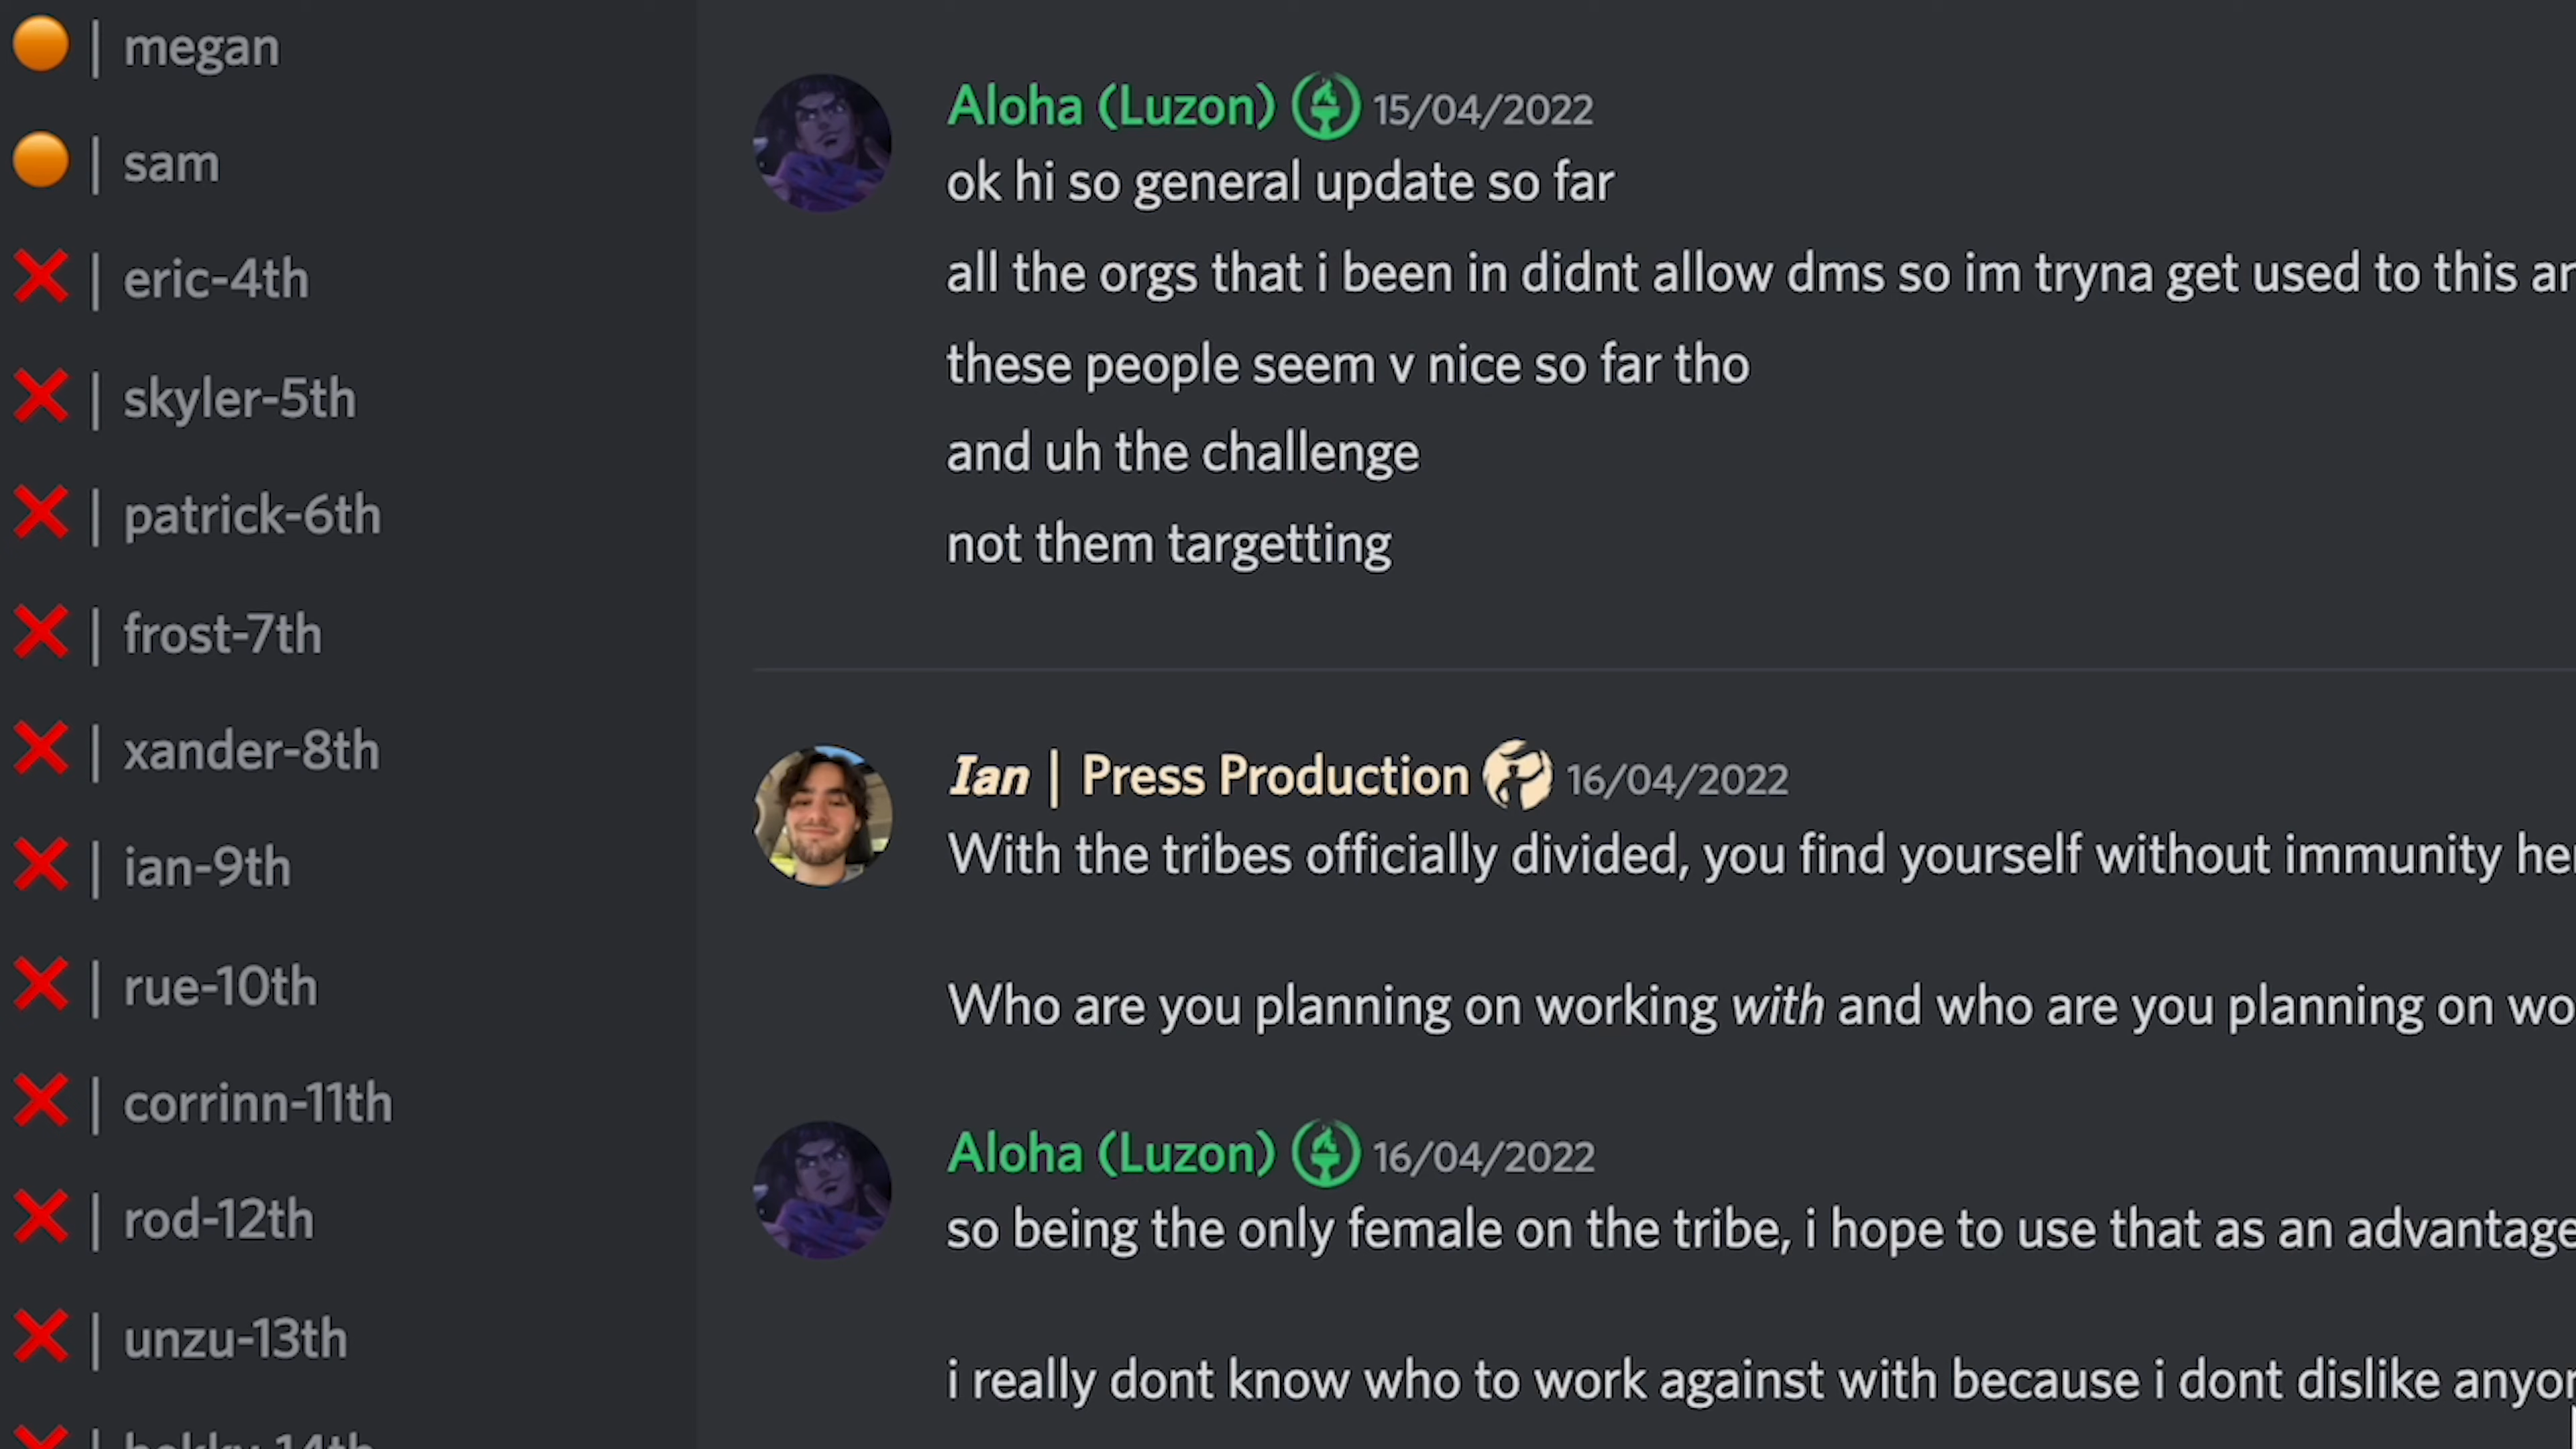 megan
sam
eric-4th
skyler-5th
patrick-6th
frost-7th
xander-8th
ian-9th
rue-10th
corrinn-11th
rod-12th
unzu-13th
Aloha (Luzon) 15/04/2022
ok hi so general update so far
all the orgs that i been in didnt allow dms so im tryna get used to this
these people seem v nice so far tho
and uh the challenge
not them targetting
Ian | Press Production 16/04/2022
With the tribes officially divided, you find yourself without immunity
Who are you planning on working with and who are you planning on
Aloha (Luzon) 16/04/2022
so being the only female on the tribe, i hope to use that as an advantage
i really dont know who to work against with because i dont dislike